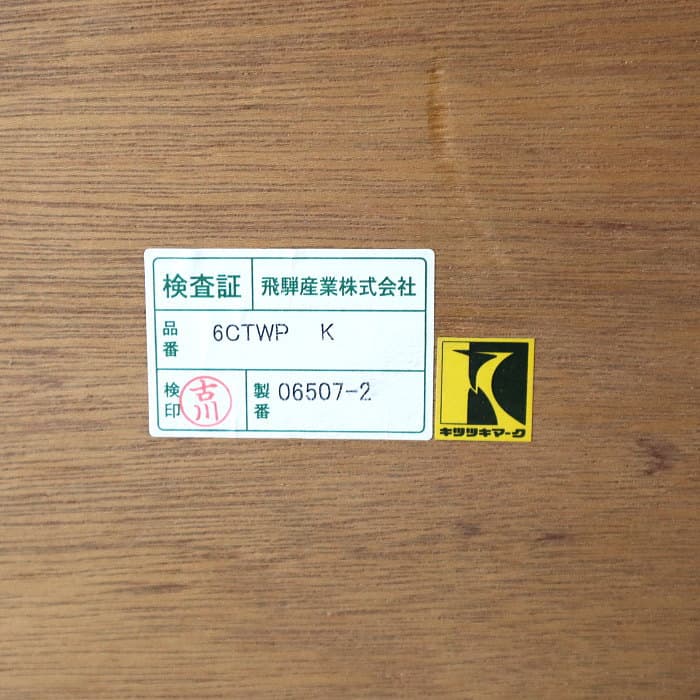 検査証 飛騨産業株式会社
品番 6CTWP K
検印 古川 製番 06507-2
キツツキマーク